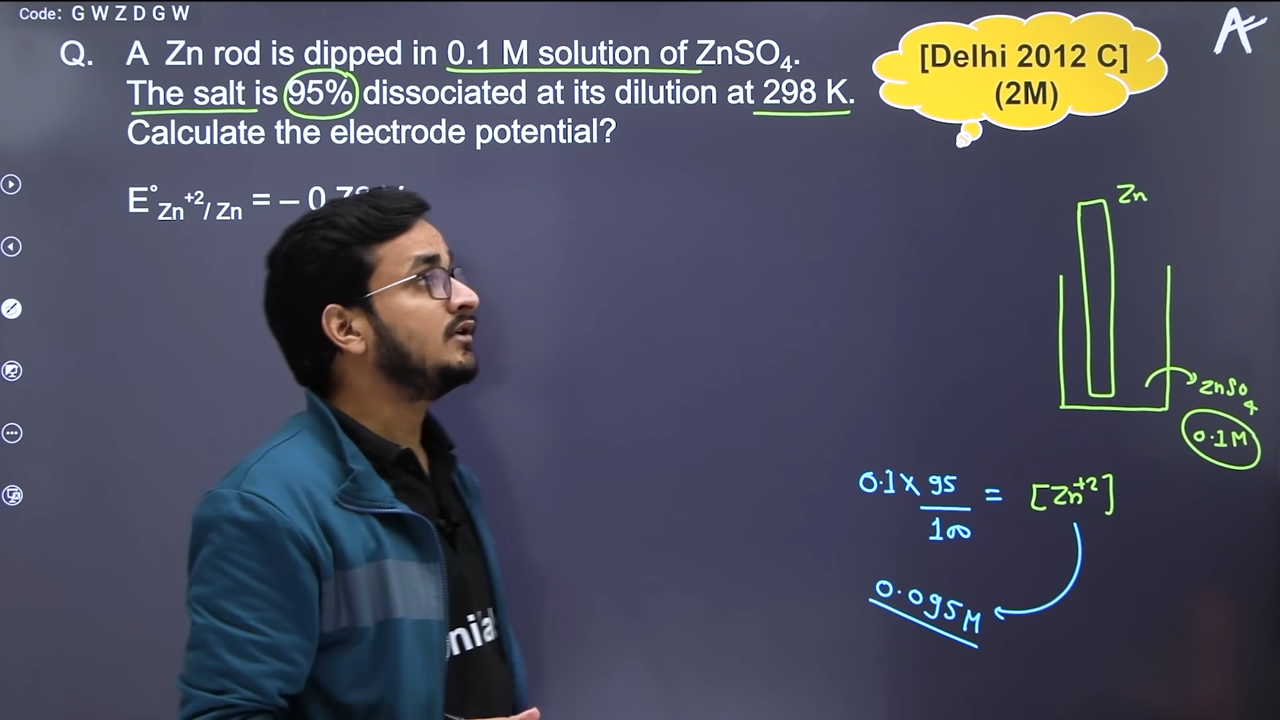 Code: G W Z D G W
Q. A Zn rod is dipped in 0.1 M solution of ZnSO₄.
The salt is 95% dissociated at its dilution at 298 K.
Calculate the electrode potential?
[Delhi 2012 C]
(2M)
E° Zn⁺²/ Zn = – 0.76
Zn
ZnSO₄
0.1M
0.1 × 95/100 = [Zn⁺²]
0.095M